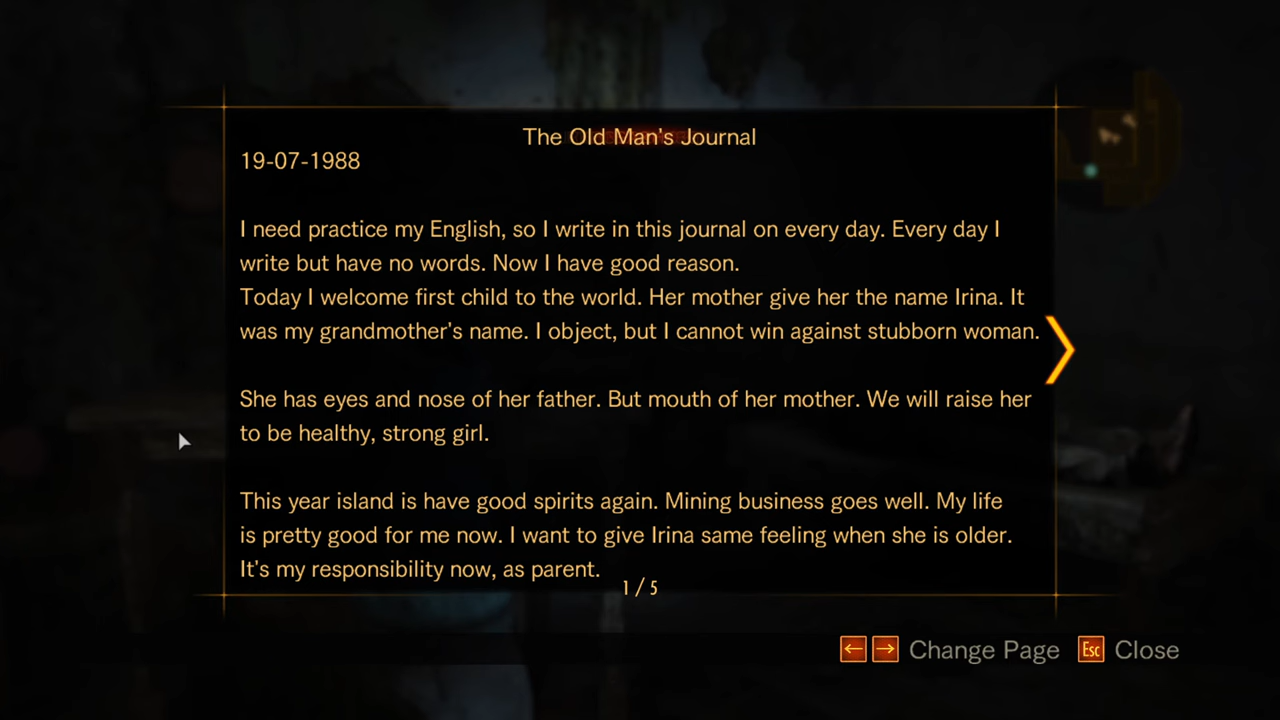 The Old Man's Journal
19-07-1988
I need practice my English, so I write in this journal on every day. Every day I
write but have no words. Now I have good reason.
Today I welcome first child to the world. Her mother give her the name Irina. It
was my grandmother's name. I object, but I cannot win against stubborn woman.
She has eyes and nose of her father. But mouth of her mother. We will raise her
to be healthy, strong girl.
This year island is have good spirits again. Mining business goes well. My life
is pretty good for me now. I want to give Irina same feeling when she is older.
It's my responsibility now, as parent.
1 / 5
← → Change Page Esc Close